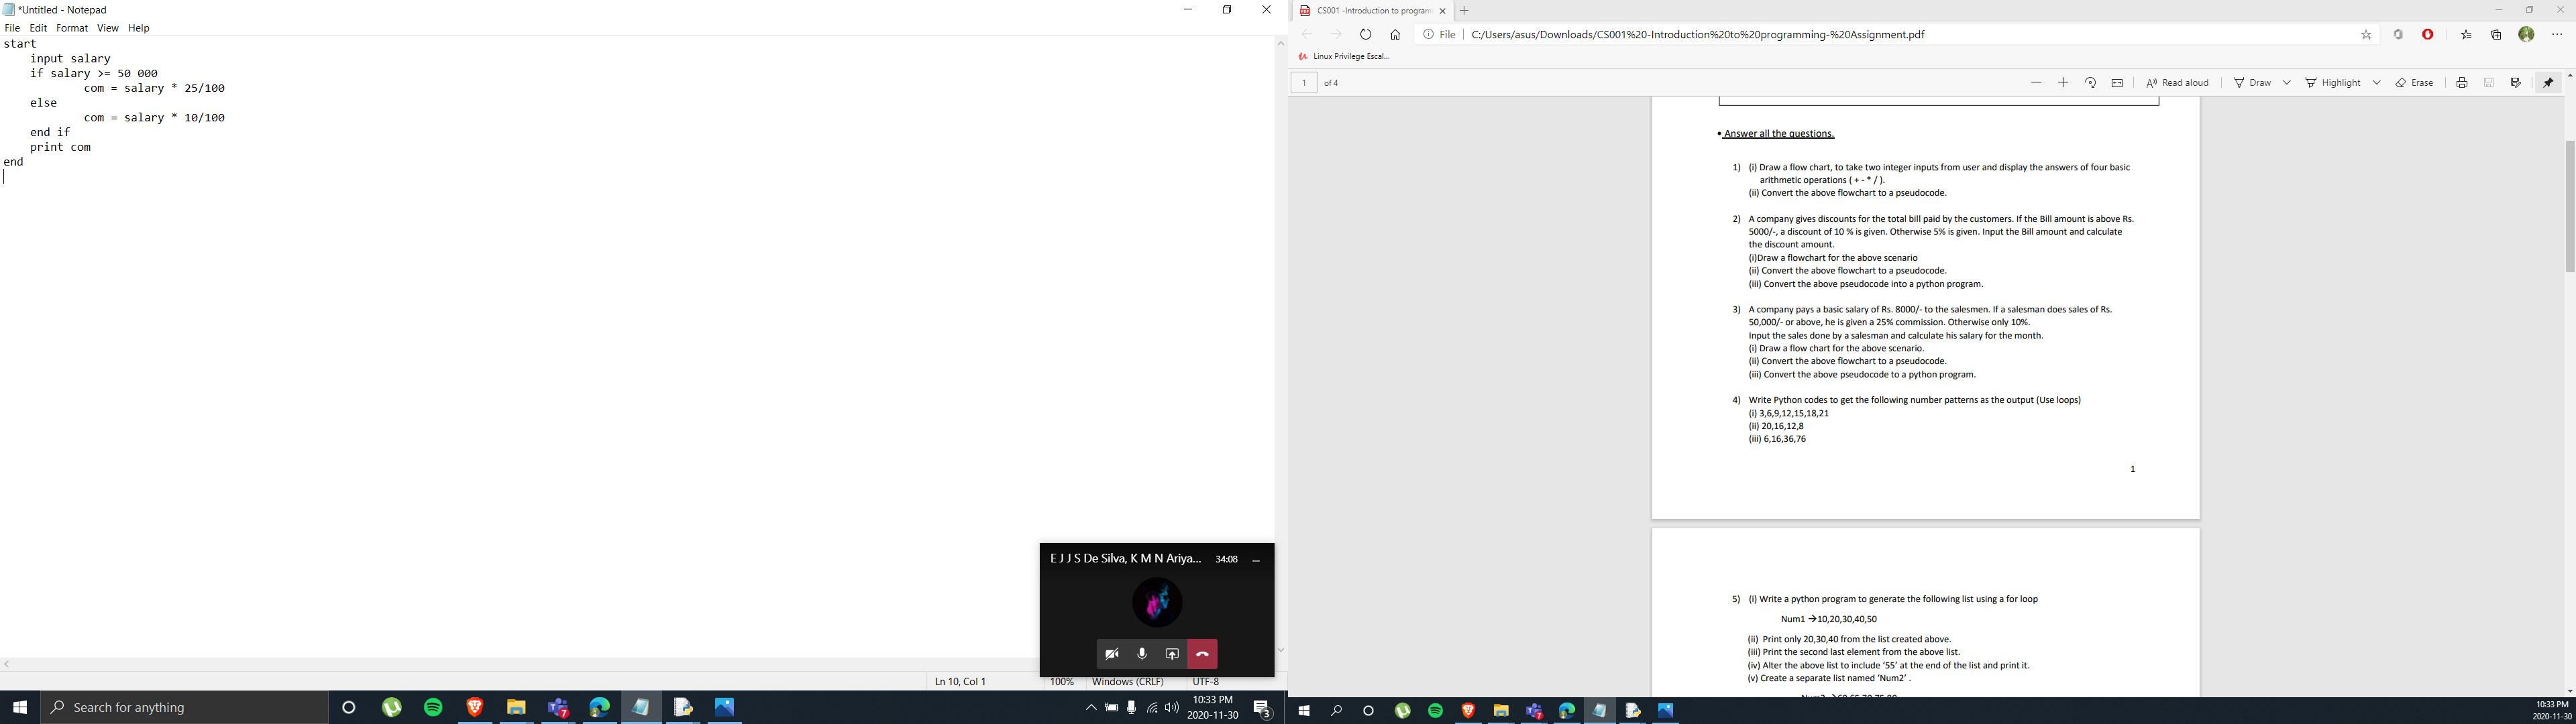 *Untitled - Notepad
File Edit Format View Help
start
input salary
if salary >= 50 000
com = salary * 25/100
else
com = salary * 10/100
end if
print com
end
E J J S De Silva, K M N Ariya... 34:08
Ln 10, Col 1 100% Windows (CRLF) UTF-8
Search for anything
7
10:33 PM
2020-11-30
3
CS001 -Introduction to program
File C:/Users/asus/Downloads/CS001%20-Introduction%20to%20programming-%20Assignment.pdf
Linux Privilege Escal...
1 of 4 Read aloud Draw Highlight Erase
• Answer all the questions.
1) (i) Draw a flow chart, to take two integer inputs from user and display the answers of four basic
arithmetic operations ( + - * / ).
(ii) Convert the above flowchart to a pseudocode.
2) A company gives discounts for the total bill paid by the customers. If the Bill amount is above Rs.
5000/-, a discount of 10 % is given. Otherwise 5% is given. Input the Bill amount and calculate
the discount amount.
(i)Draw a flowchart for the above scenario
(ii) Convert the above flowchart to a pseudocode.
(iii) Convert the above pseudocode into a python program.
3) A company pays a basic salary of Rs. 8000/- to the salesmen. If a salesman does sales of Rs.
50,000/- or above, he is given a 25% commission. Otherwise only 10%.
Input the sales done by a salesman and calculate his salary for the month.
(i) Draw a flow chart for the above scenario.
(ii) Convert the above flowchart to a pseudocode.
(iii) Convert the above pseudocode to a python program.
4) Write Python codes to get the following number patterns as the output (Use loops)
(i) 3,6,9,12,15,18,21
(ii) 20,16,12,8
(iii) 6,16,36,76
1
5) (i) Write a python program to generate the following list using a for loop
Num1 →10,20,30,40,50
(ii) Print only 20,30,40 from the list created above.
(iii) Print the second last element from the above list.
(iv) Alter the above list to include ‘55’ at the end of the list and print it.
(v) Create a separate list named ‘Num2’ .
7
10:33 PM
2020-11-30